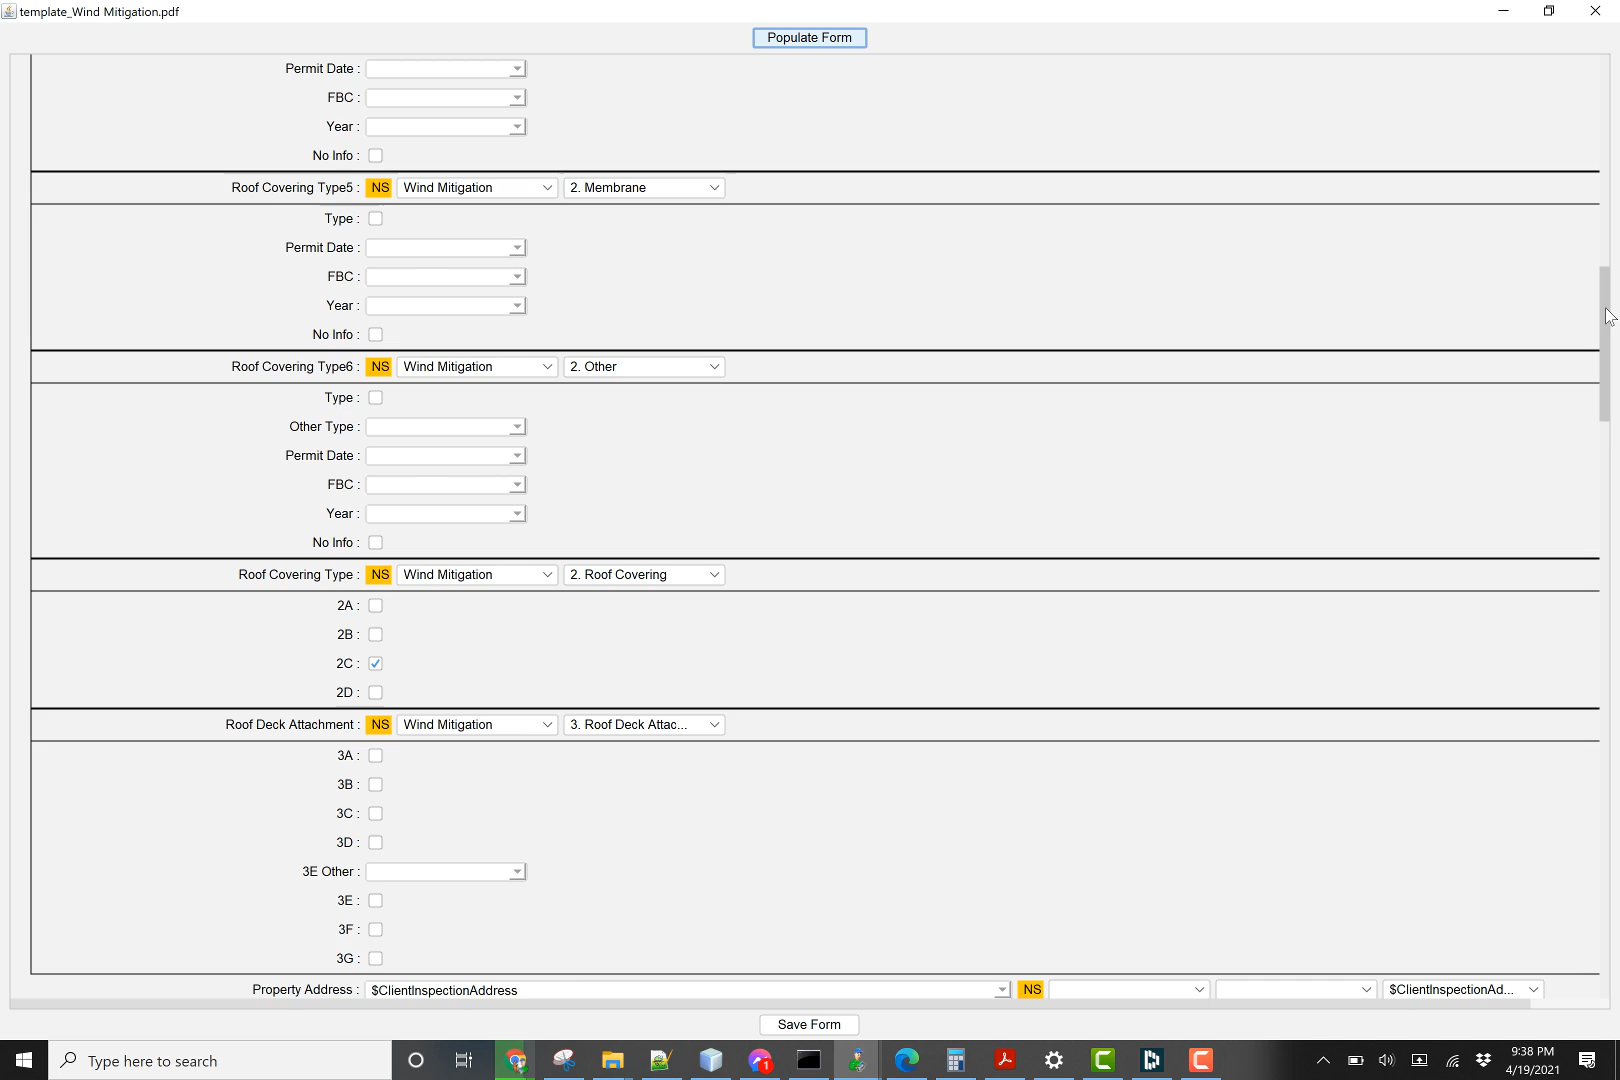 template_Wind Mitigation.pdf
Populate Form
Permit Date :
FBC :
Year :
No Info :
Roof Covering Type5 : NS Wind Mitigation 2. Membrane
Type :
Permit Date :
FBC :
Year :
No Info :
Roof Covering Type6 : NS Wind Mitigation 2. Other
Type :
Other Type :
Permit Date :
FBC :
Year :
No Info :
Roof Covering Type : NS Wind Mitigation 2. Roof Covering
2A :
2B :
2C :
2D :
Roof Deck Attachment : NS Wind Mitigation 3. Roof Deck Attac...
3A :
3B :
3C :
3D :
3E Other :
3E :
3F :
3G :
Property Address : $ClientInspectionAddress NS $ClientInspectionAd...
Save Form
Type here to search
1
9:38 PM
4/19/2021